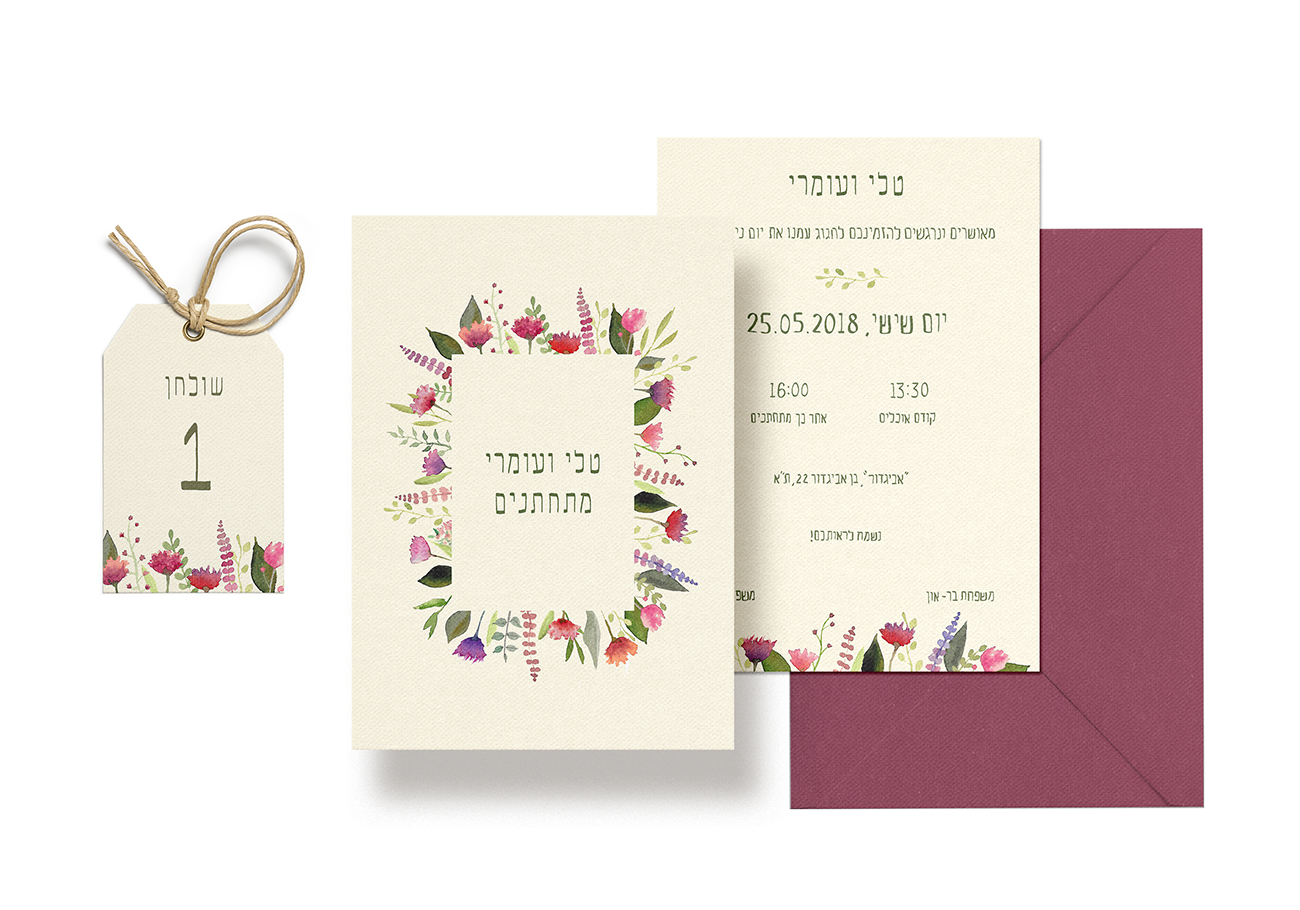 שולחן
1
טלי ועומרי
מתחתנים
טלי ועומרי
מאושרים ונרגשים להזמינכם לחגוג עמנו את יום
יום שישי, 25.05.2018
13:30 16:00
קודם אוכלים אחר כך מתחתנים
"אביגדור", בן אביגדור 22, ת"א
נשמח לראותכם!
משפחת בר-און